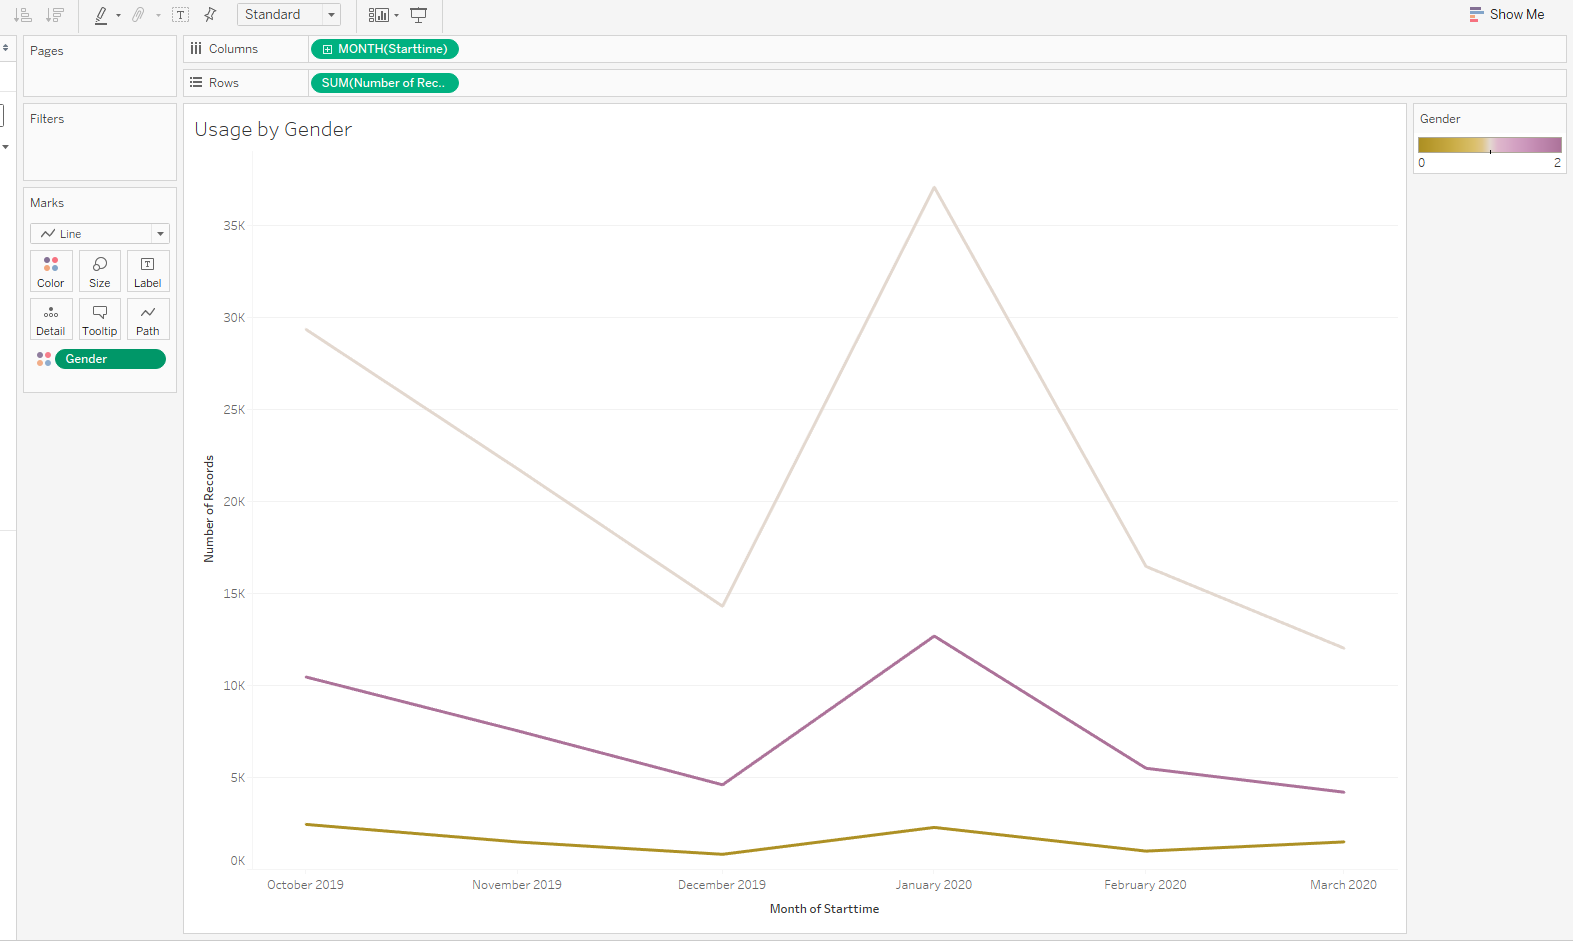 Standard
Show Me
Pages
Columns
MONTH(Starttime)
Rows
SUM(Number of Rec..
Filters
Marks
Line
Color
Size
Label
Detail
Tooltip
Path
Gender
Usage by Gender
35K
30K
25K
20K
15K
10K
5K
0K
Number of Records
October 2019
November 2019
December 2019
January 2020
February 2020
March 2020
Month of Starttime
Gender
0
2